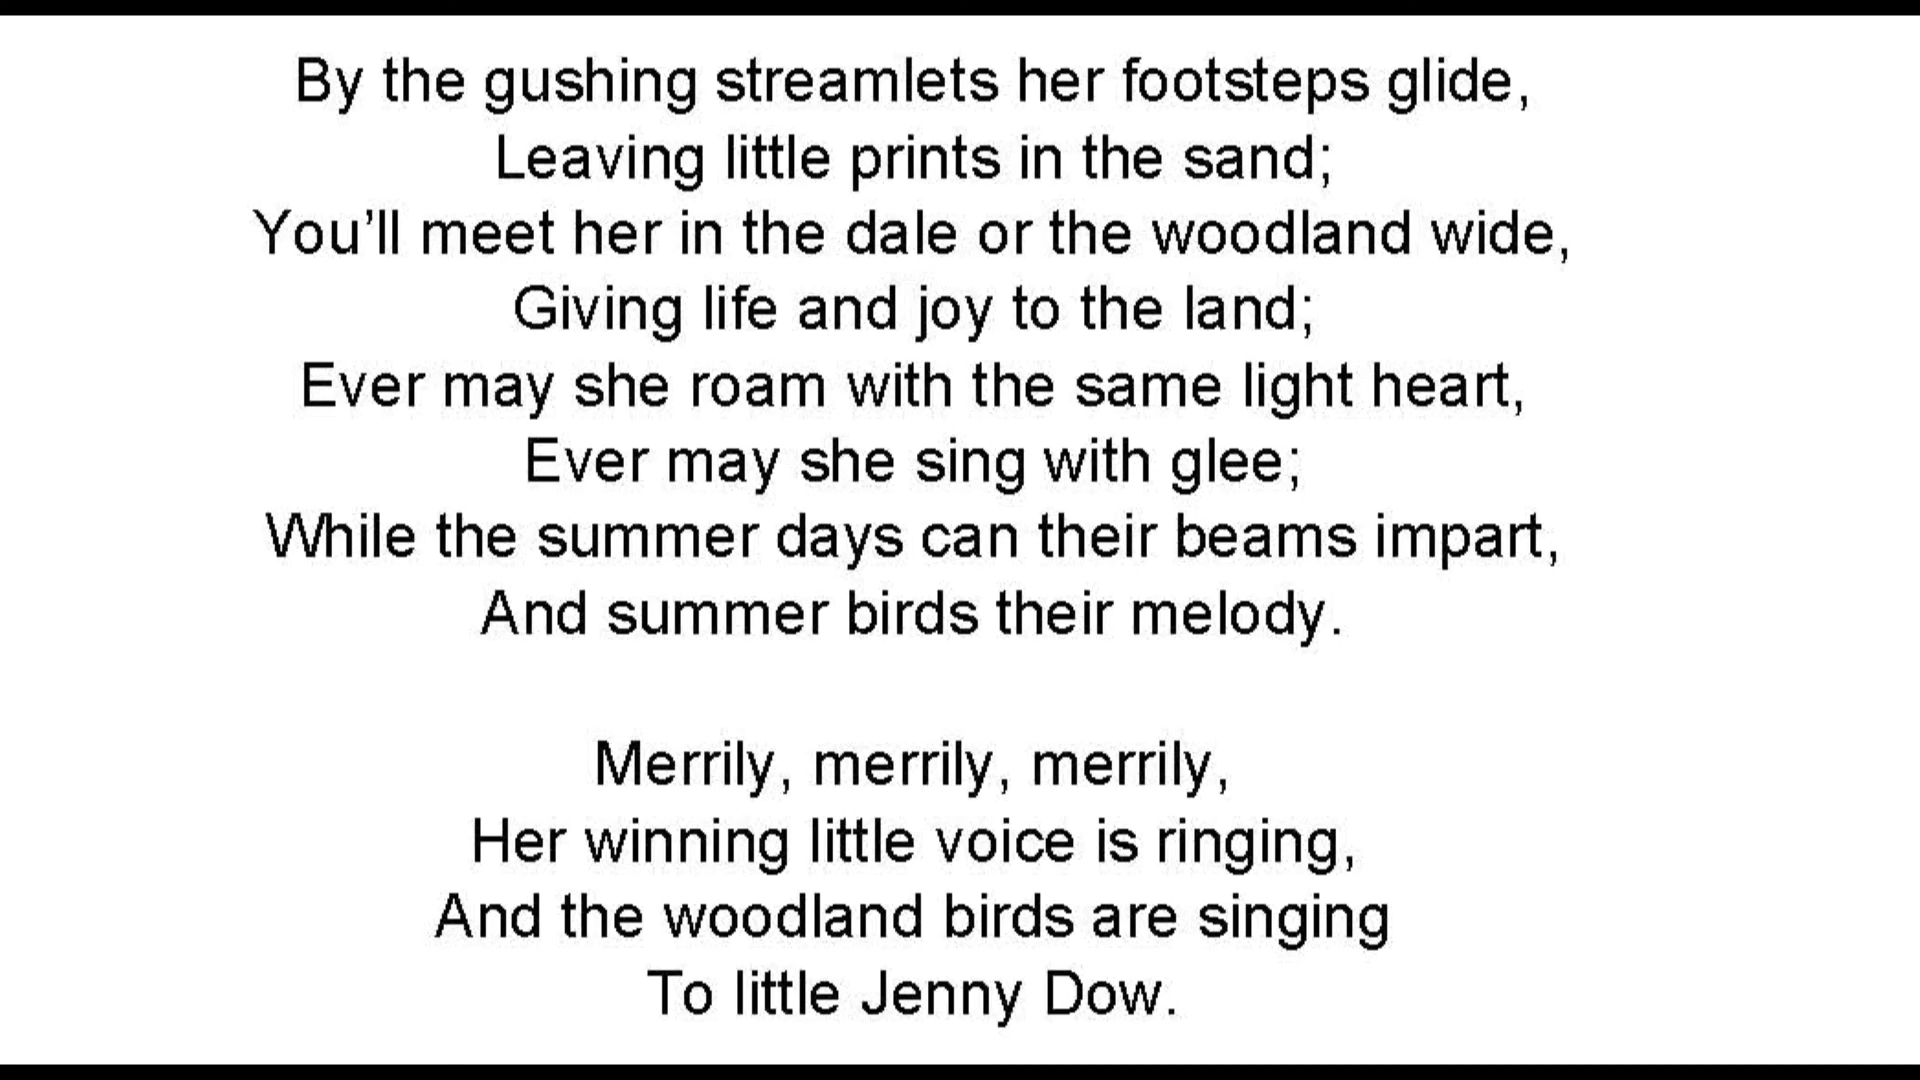 By the gushing streamlets her footsteps glide,
Leaving little prints in the sand;
You'll meet her in the dale or the woodland wide,
Giving life and joy to the land;
Ever may she roam with the same light heart,
Ever may she sing with glee;
While the summer days can their beams impart,
And summer birds their melody.
Merrily, merrily, merrily,
Her winning little voice is ringing,
And the woodland birds are singing
To little Jenny Dow.